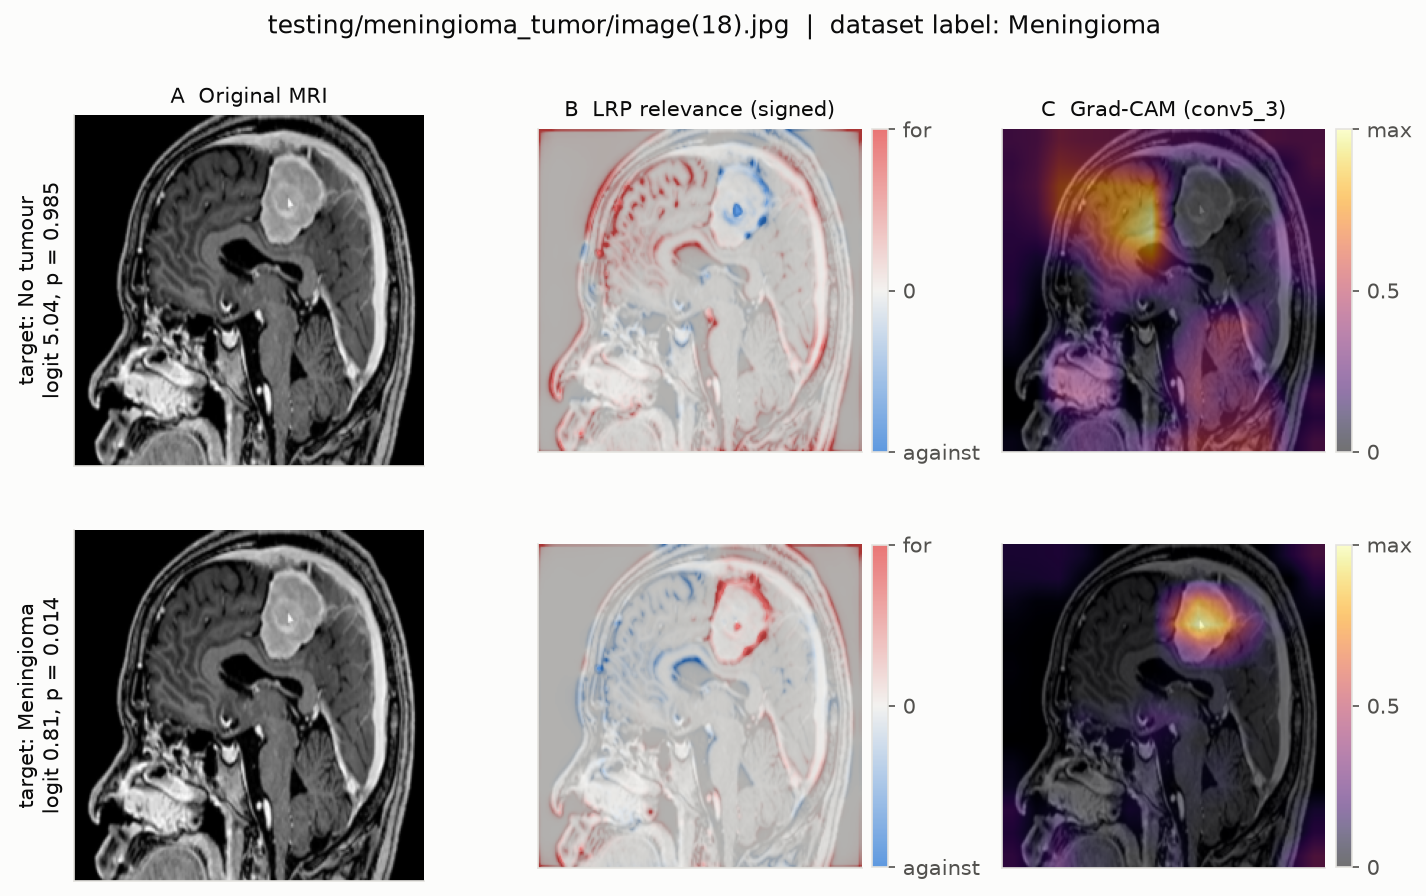 testing/meningioma_tumor/image(18).jpg | dataset label: Meningioma
A Original MRI
B LRP relevance (signed)
C Grad-CAM (conv5_3)
target: No tumour
logit 5.04, p = 0.985
for
0
against
max
0.5
0
target: Meningioma
logit 0.81, p = 0.014
for
0
against
max
0.5
0